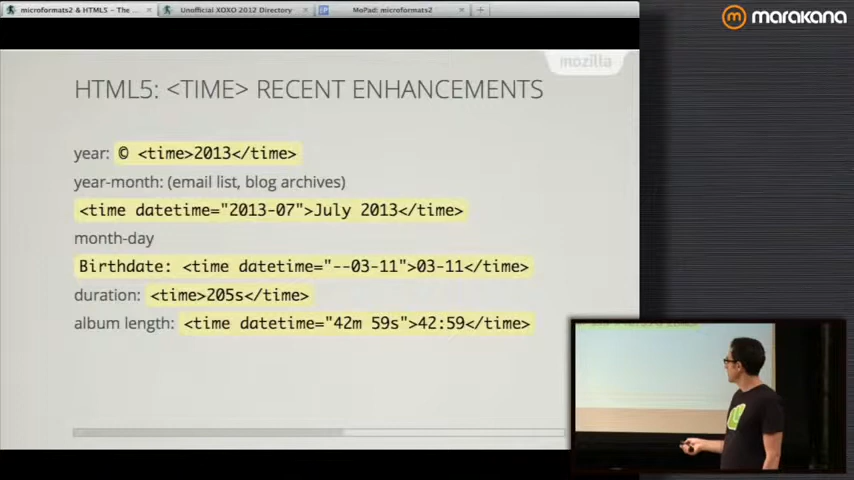 microformats2 & HTML5 – The ...
Unofficial XOXO 2012 Directory
MoPad: microformats2
marakana
mozilla
HTML5: <TIME> RECENT ENHANCEMENTS
year: © <time>2013</time>
year-month: (email list, blog archives)
<time datetime="2013-07">July 2013</time>
month-day
Birthdate: <time datetime="--03-11">03-11</time>
duration: <time>205s</time>
album length: <time datetime="42m 59s">42:59</time>